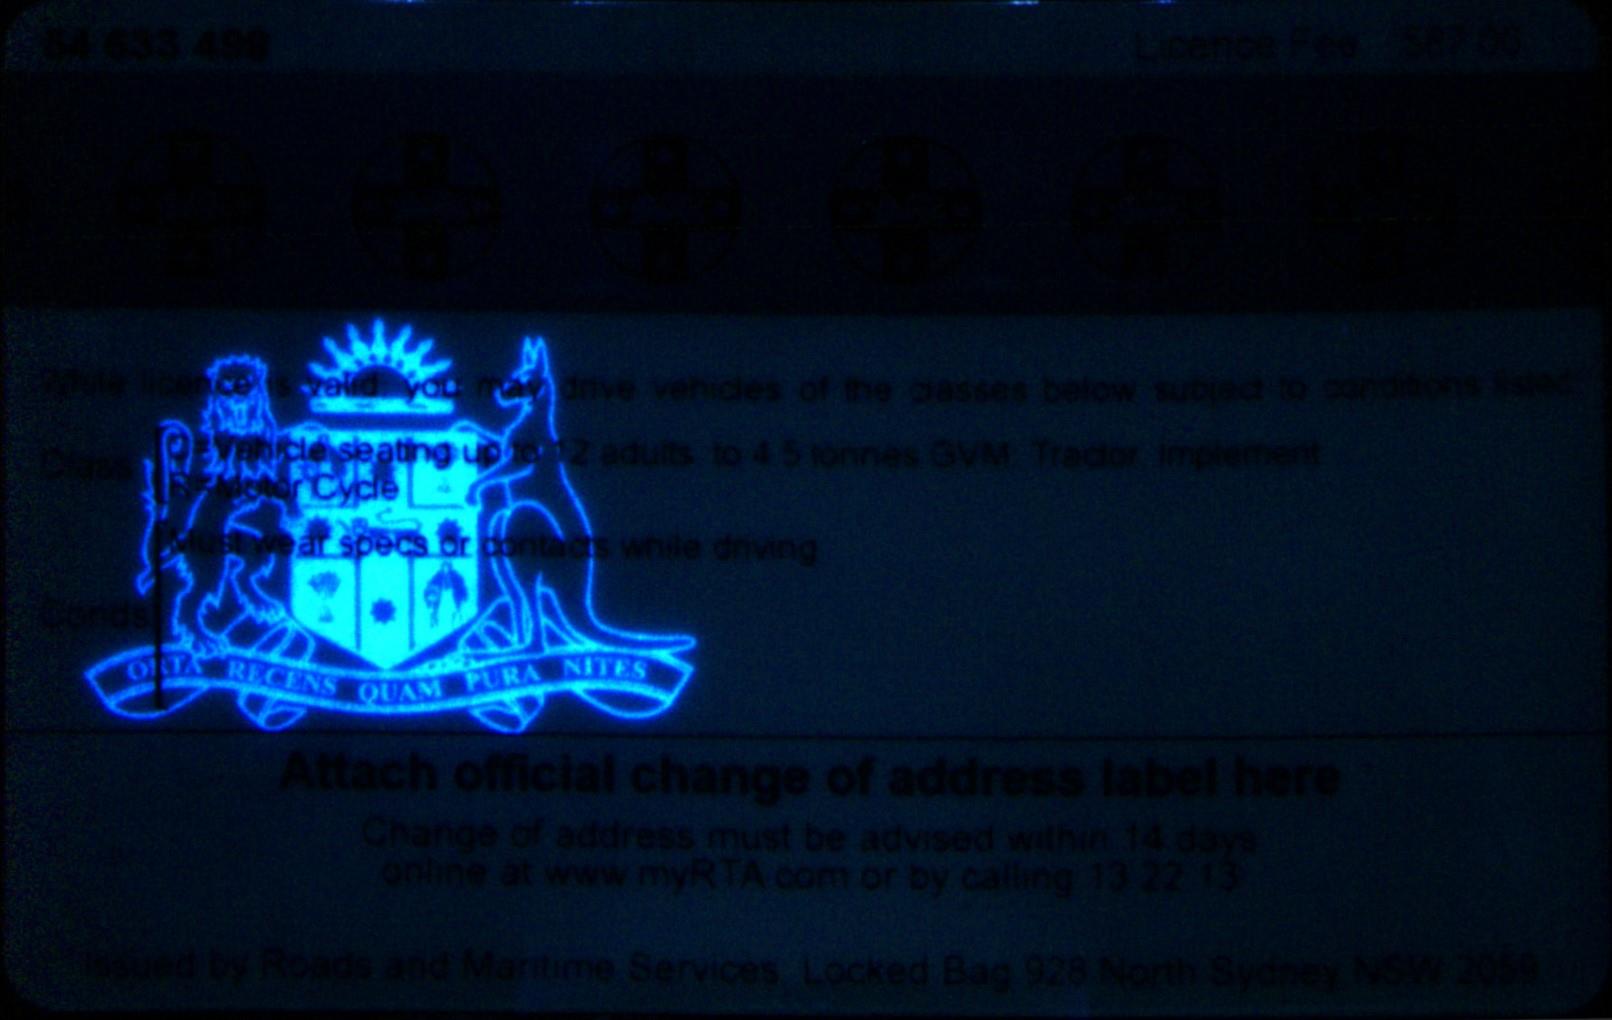 54 633 498 Licence Fee $87.00
While licence is valid, you may drive vehicles of the classes below subject to conditions listed.
Class C=Vehicle seating up to 12 adults, to 4.5 tonnes GVM; Tractor; Implement
R=Motor Cycle
Must wear specs or contacts while driving
Conds
ORTA RECENS QUAM PURA NITES
Attach official change of address label here
Change of address must be advised within 14 days
online at www.myRTA.com or by calling 13 22 13
Issued by Roads and Maritime Services, Locked Bag 928 North Sydney NSW 2059